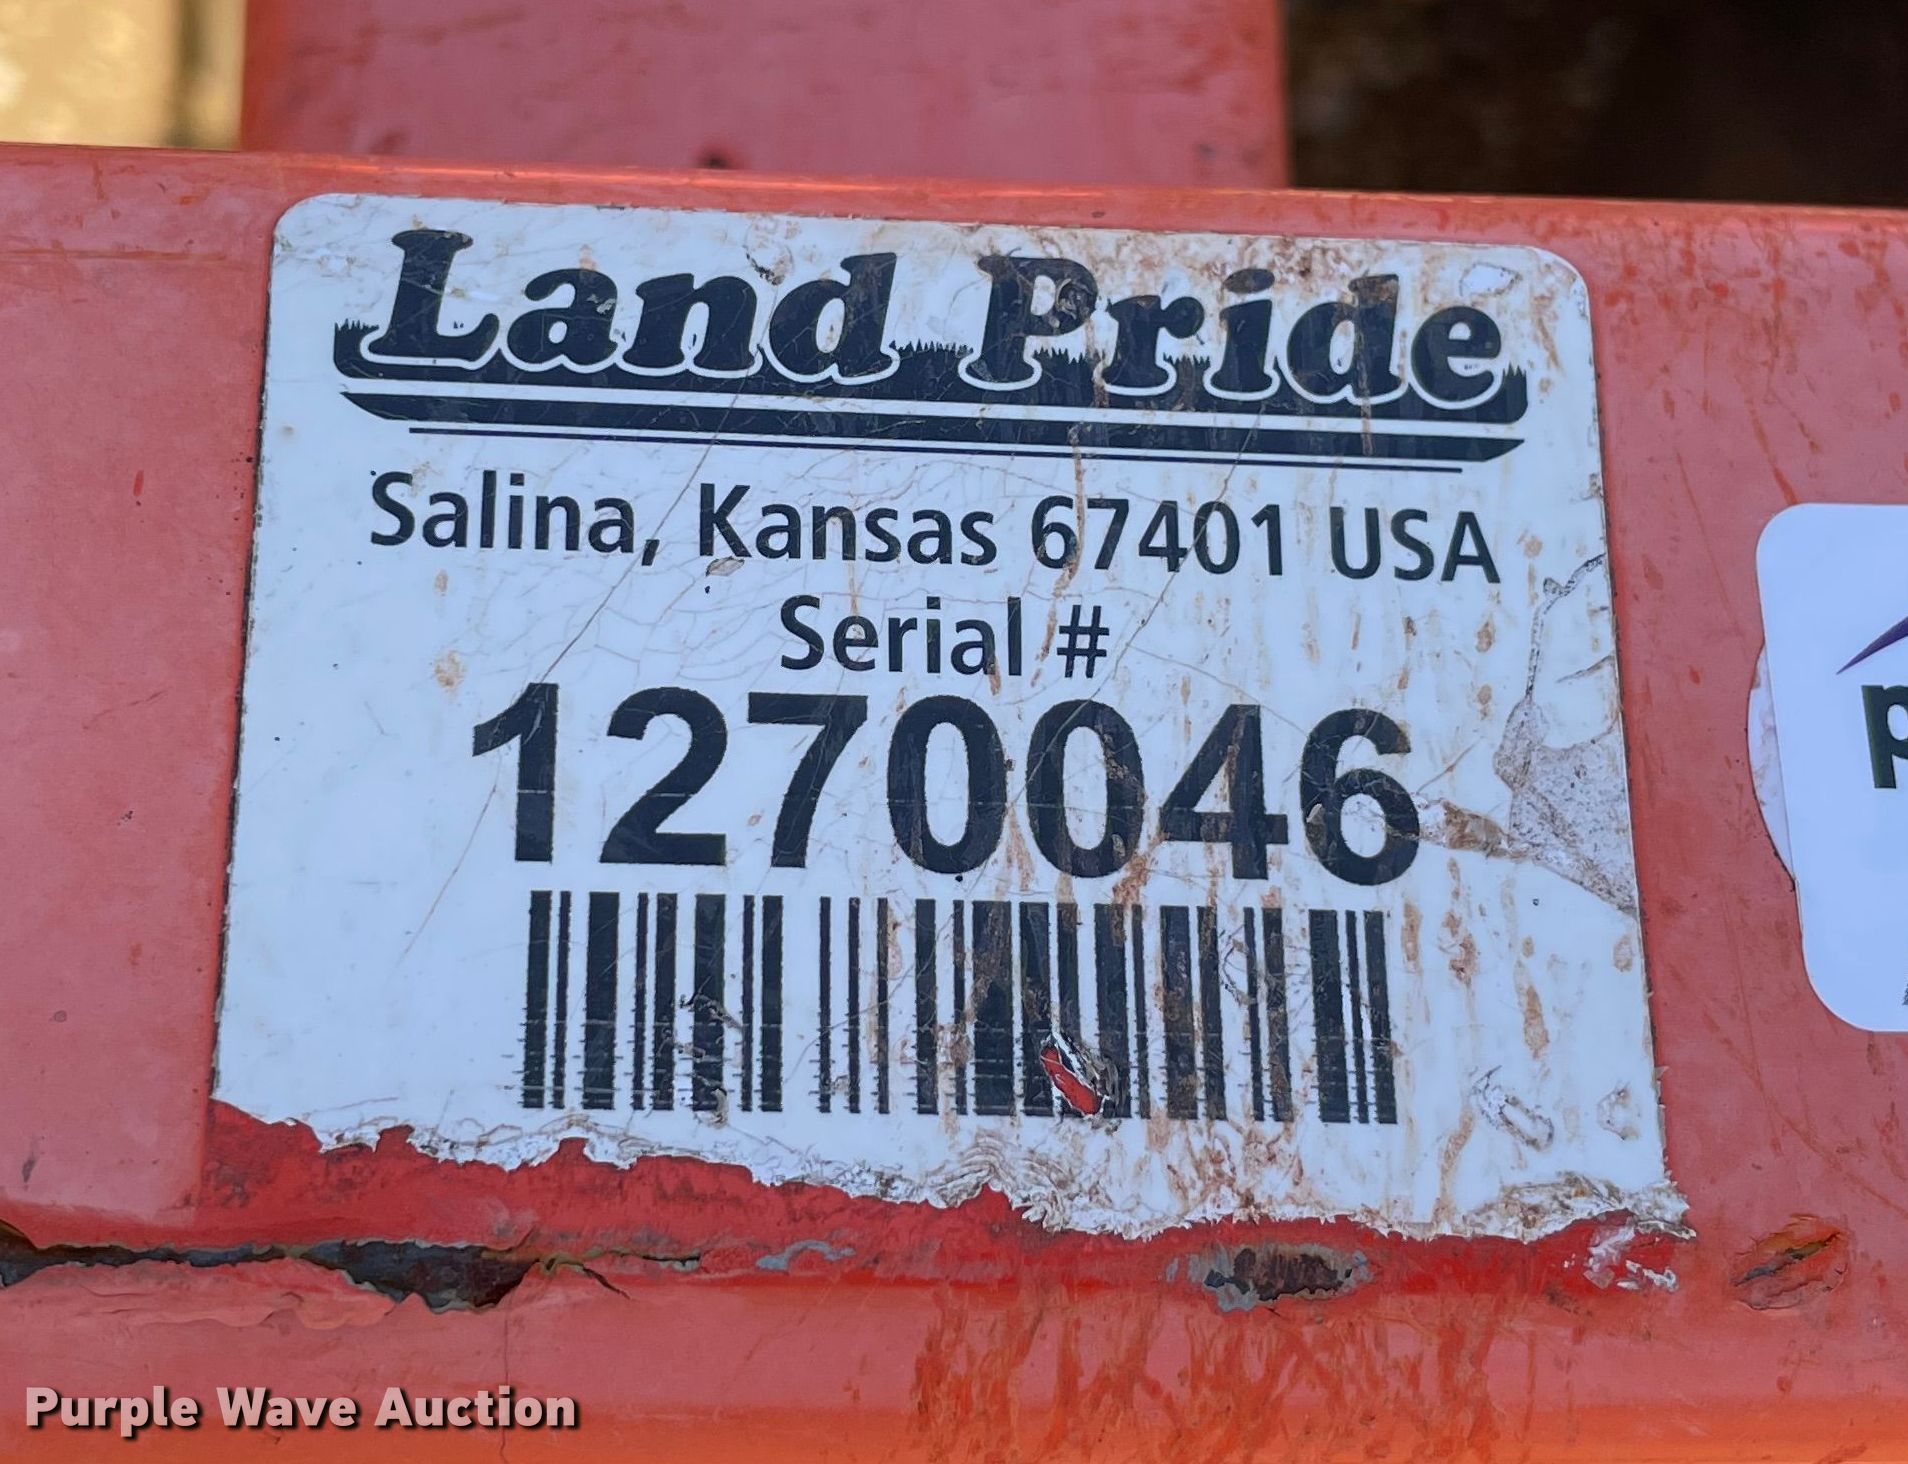 Land Pride
Salina, Kansas 67401 USA
Serial #
1270046
p
Purple Wave Auction